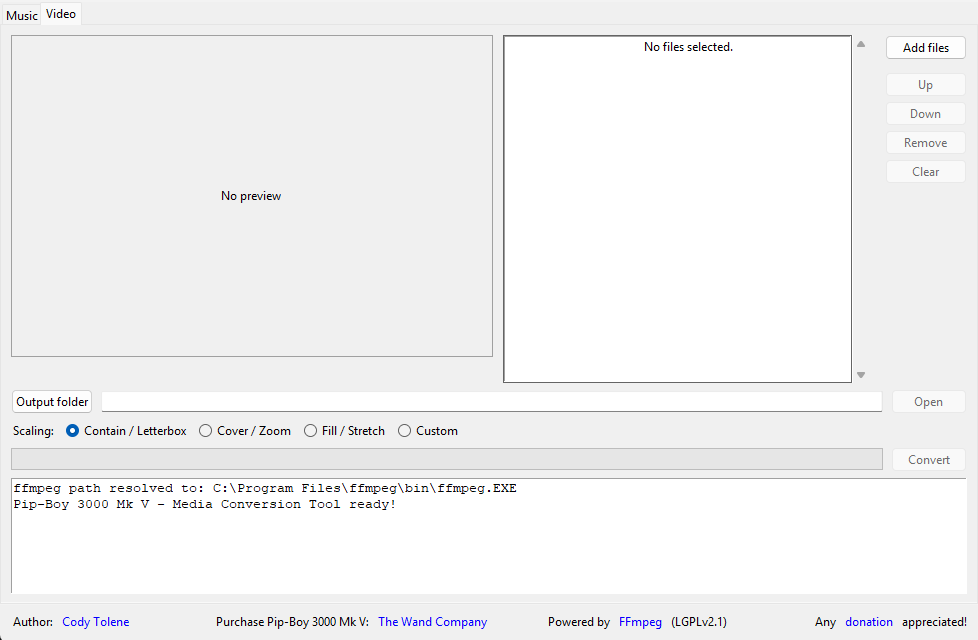 Music Video
No files selected.
Add files
Up
Down
Remove
Clear
No preview
Output folder
Open
Scaling: Contain / Letterbox Cover / Zoom Fill / Stretch Custom
Convert
ffmpeg path resolved to: C:\Program Files\ffmpeg\bin\ffmpeg.EXE
Pip-Boy 3000 Mk V - Media Conversion Tool ready!
Author: Cody Tolene Purchase Pip-Boy 3000 Mk V: The Wand Company Powered by FFmpeg (LGPLv2.1) Any donation appreciated!